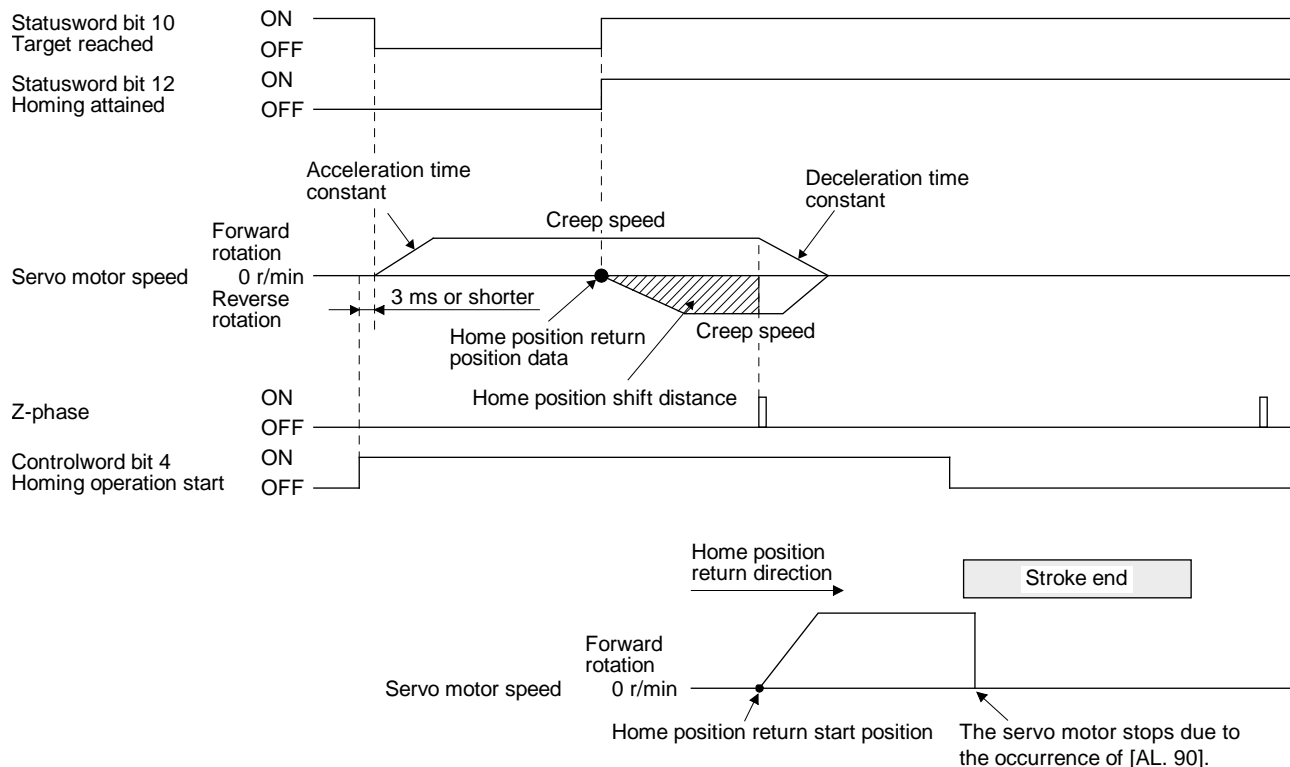 Statusword bit 10
Target reached
ON
OFF
Statusword bit 12
Homing attained
ON
OFF
Acceleration time
constant
Deceleration time
constant
Creep speed
Forward
rotation
Servo motor speed
0 r/min
Reverse
rotation
3 ms or shorter
Home position return
position data
Creep speed
Home position shift distance
Z-phase
ON
OFF
Controlword bit 4
Homing operation start
ON
OFF
Home position
return direction
Stroke end
Forward
rotation
Servo motor speed
0 r/min
Home position return start position
The servo motor stops due to
the occurrence of [AL. 90].